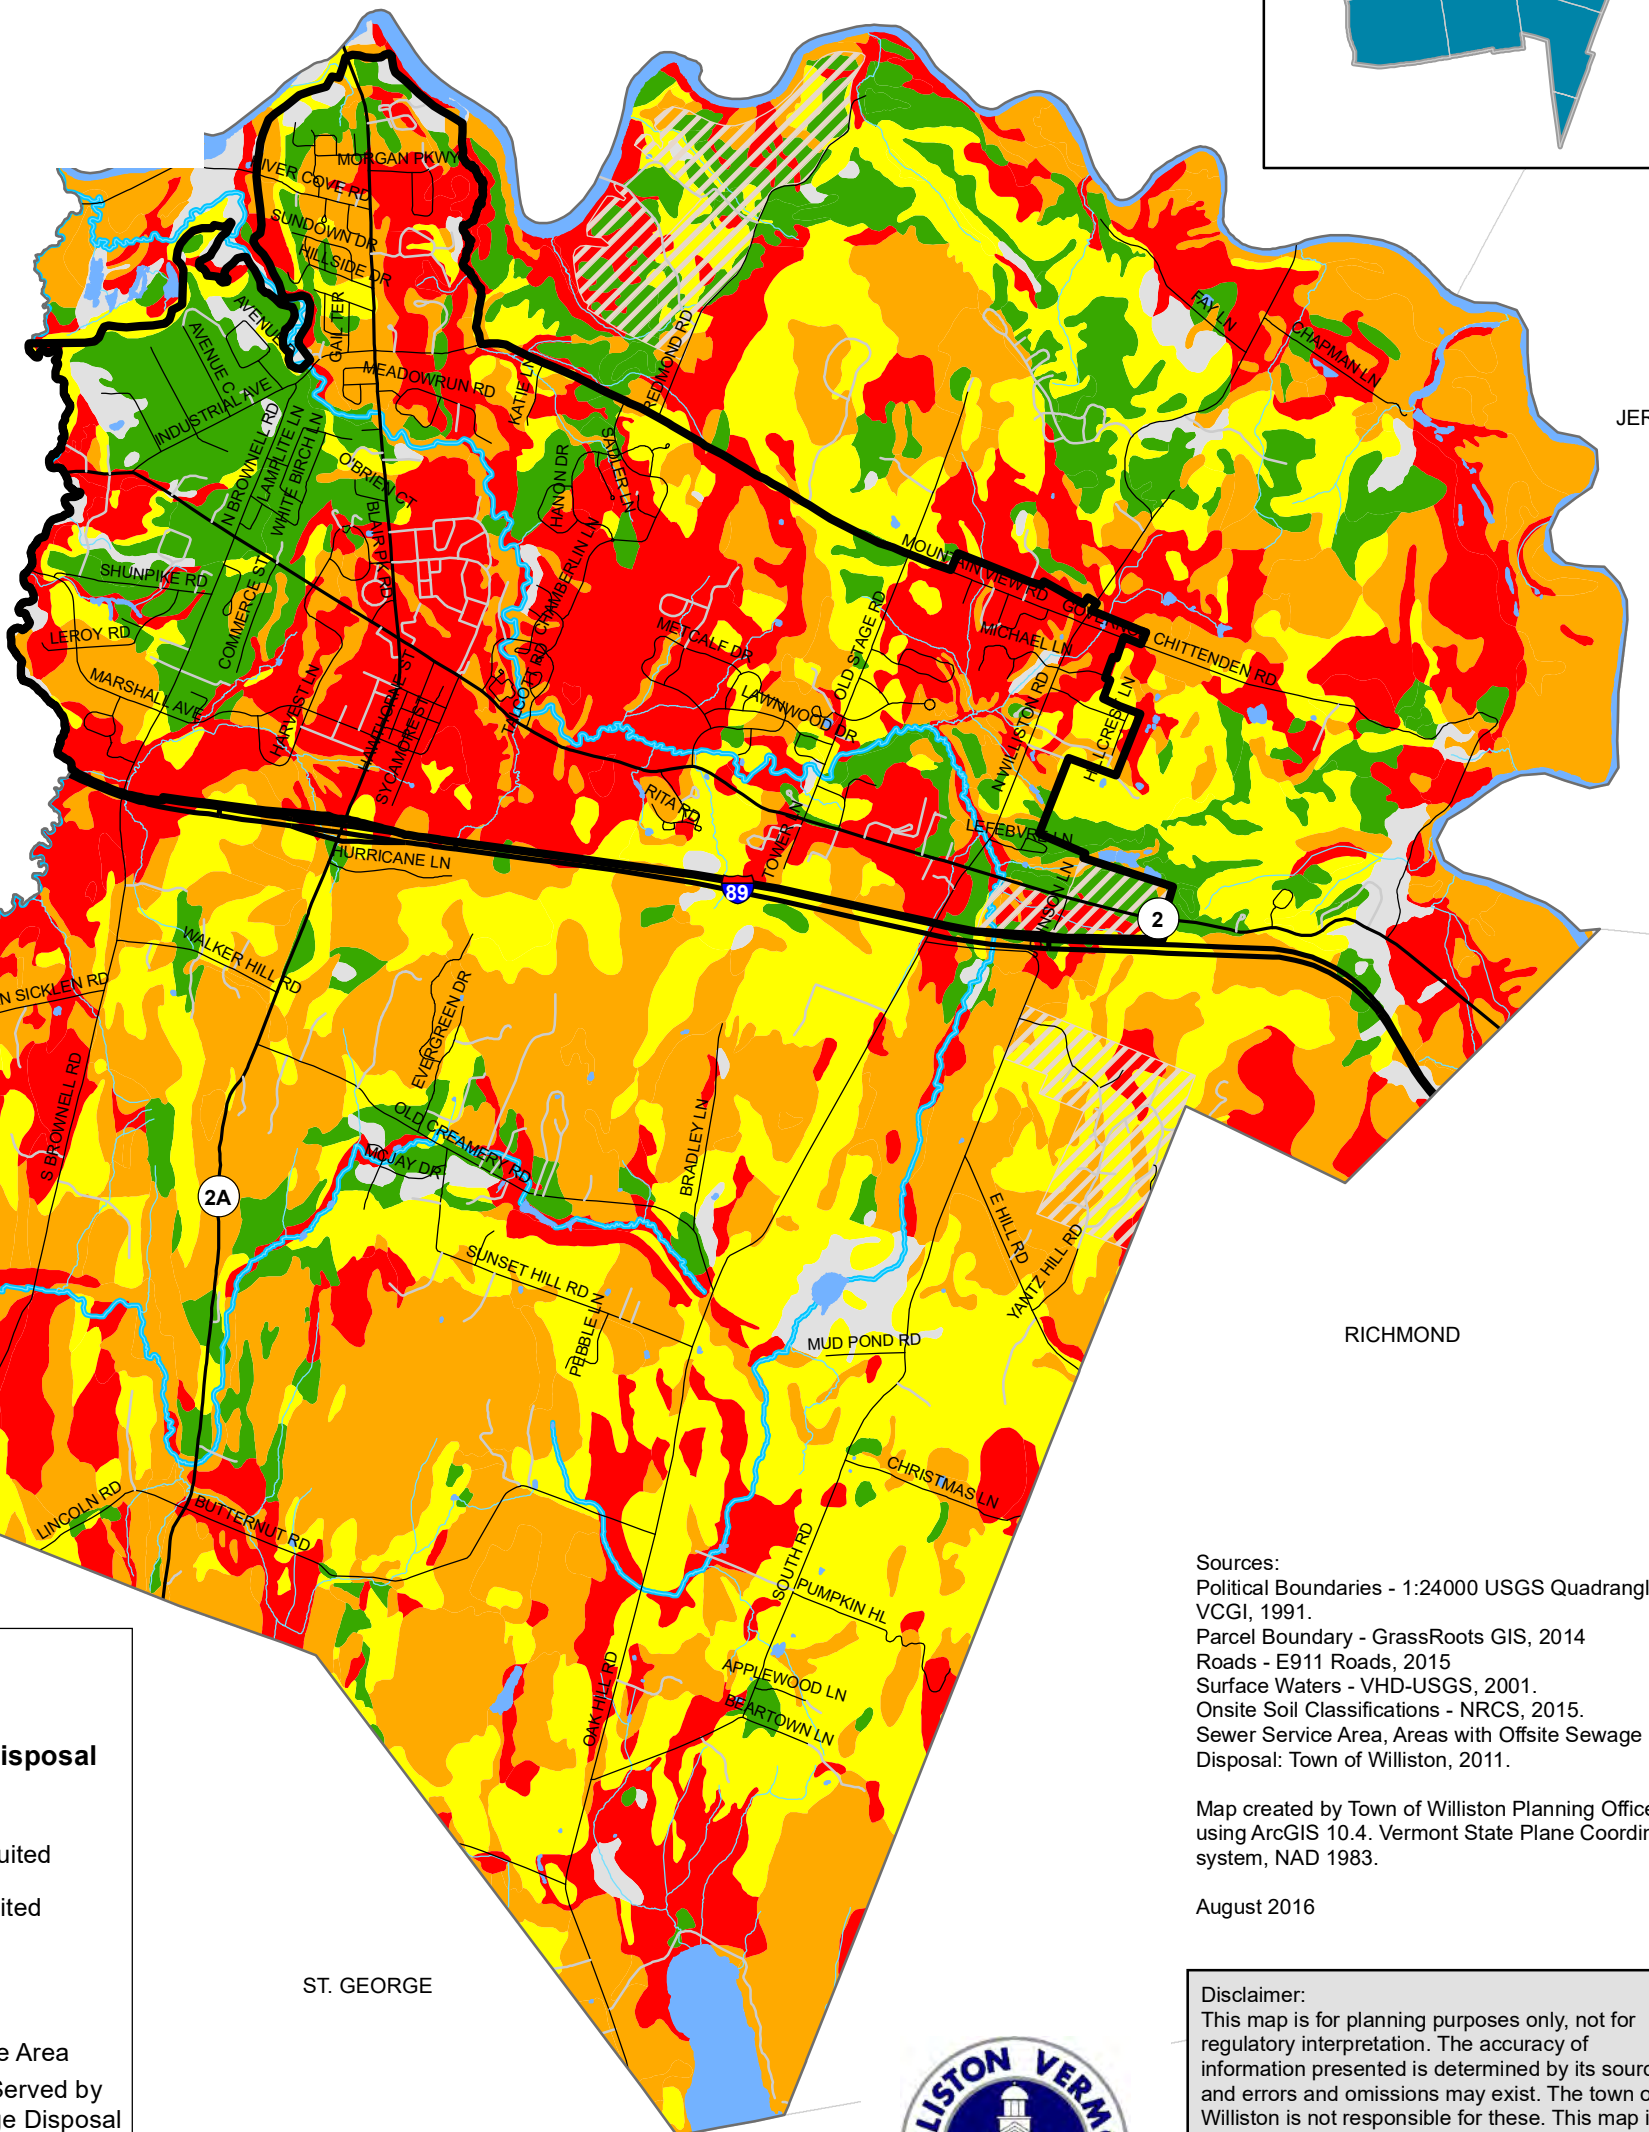 MORGAN PKWY
IVER COVE RD
SUNDOWN DR
HILLSIDE DR
GAIL TER
AVENUE
AVENUE C
INDUSTRIAL AVE
MEADOWRUN RD
KATIE LN
REDMOND RD
FAY LN
CHAPMAN LN
JER
N BROWNELL RD
LAMPLITE LN
WHITE BIRCH LN
O'BRIEN CT
BLAIR PK RD
HANON DR
SADLER LN
SHUNPIKE RD
COMMERCE ST
LEROY RD
MARSHALL AVE
HARVEST LN
HAWTHORNE ST
SYCAMORE ST
TALCOTT RD
CHAMBERLIN LN
METCALF DR
LAWNWOOD DR
OLD STAGE RD
MOUNTAIN VIEW RD
MICHAEL LN
CHITTENDEN RD
N WILLISTON RD
HILLCREST LN
LEFEBVRE LN
RITA RD
TOWER LN
HURRICANE LN
89
2
WALKER HILL RD
N SICKLEN RD
EVERGREEN DR
S BROWNELL RD
OLD CREAMERY RD
MCJAY DR
BRADLEY LN
2A
E HILL RD
YANTZ HILL RD
SUNSET HILL RD
PEBBLE LN
MUD POND RD
RICHMOND
CHRISTMAS LN
LINCOLN RD
BUTTERNUT RD
SOUTH RD
PUMPKIN HL
APPLEWOOD LN
BEARTOWN LN
OAK HILL RD
ST. GEORGE
isposal
uited
ited
e Area
Served by
ge Disposal
Sources:
Political Boundaries - 1:24000 USGS Quadrangl
VCGI, 1991.
Parcel Boundary - GrassRoots GIS, 2014
Roads - E911 Roads, 2015
Surface Waters - VHD-USGS, 2001.
Onsite Soil Classifications - NRCS, 2015.
Sewer Service Area, Areas with Offsite Sewage
Disposal: Town of Williston, 2011.
Map created by Town of Williston Planning Office
using ArcGIS 10.4. Vermont State Plane Coordin
system, NAD 1983.
August 2016
Disclaimer:
This map is for planning purposes only, not for
regulatory interpretation. The accuracy of
information presented is determined by its sourc
and errors and omissions may exist. The town o
Williston is not responsible for these. This map i
LISTON VERM